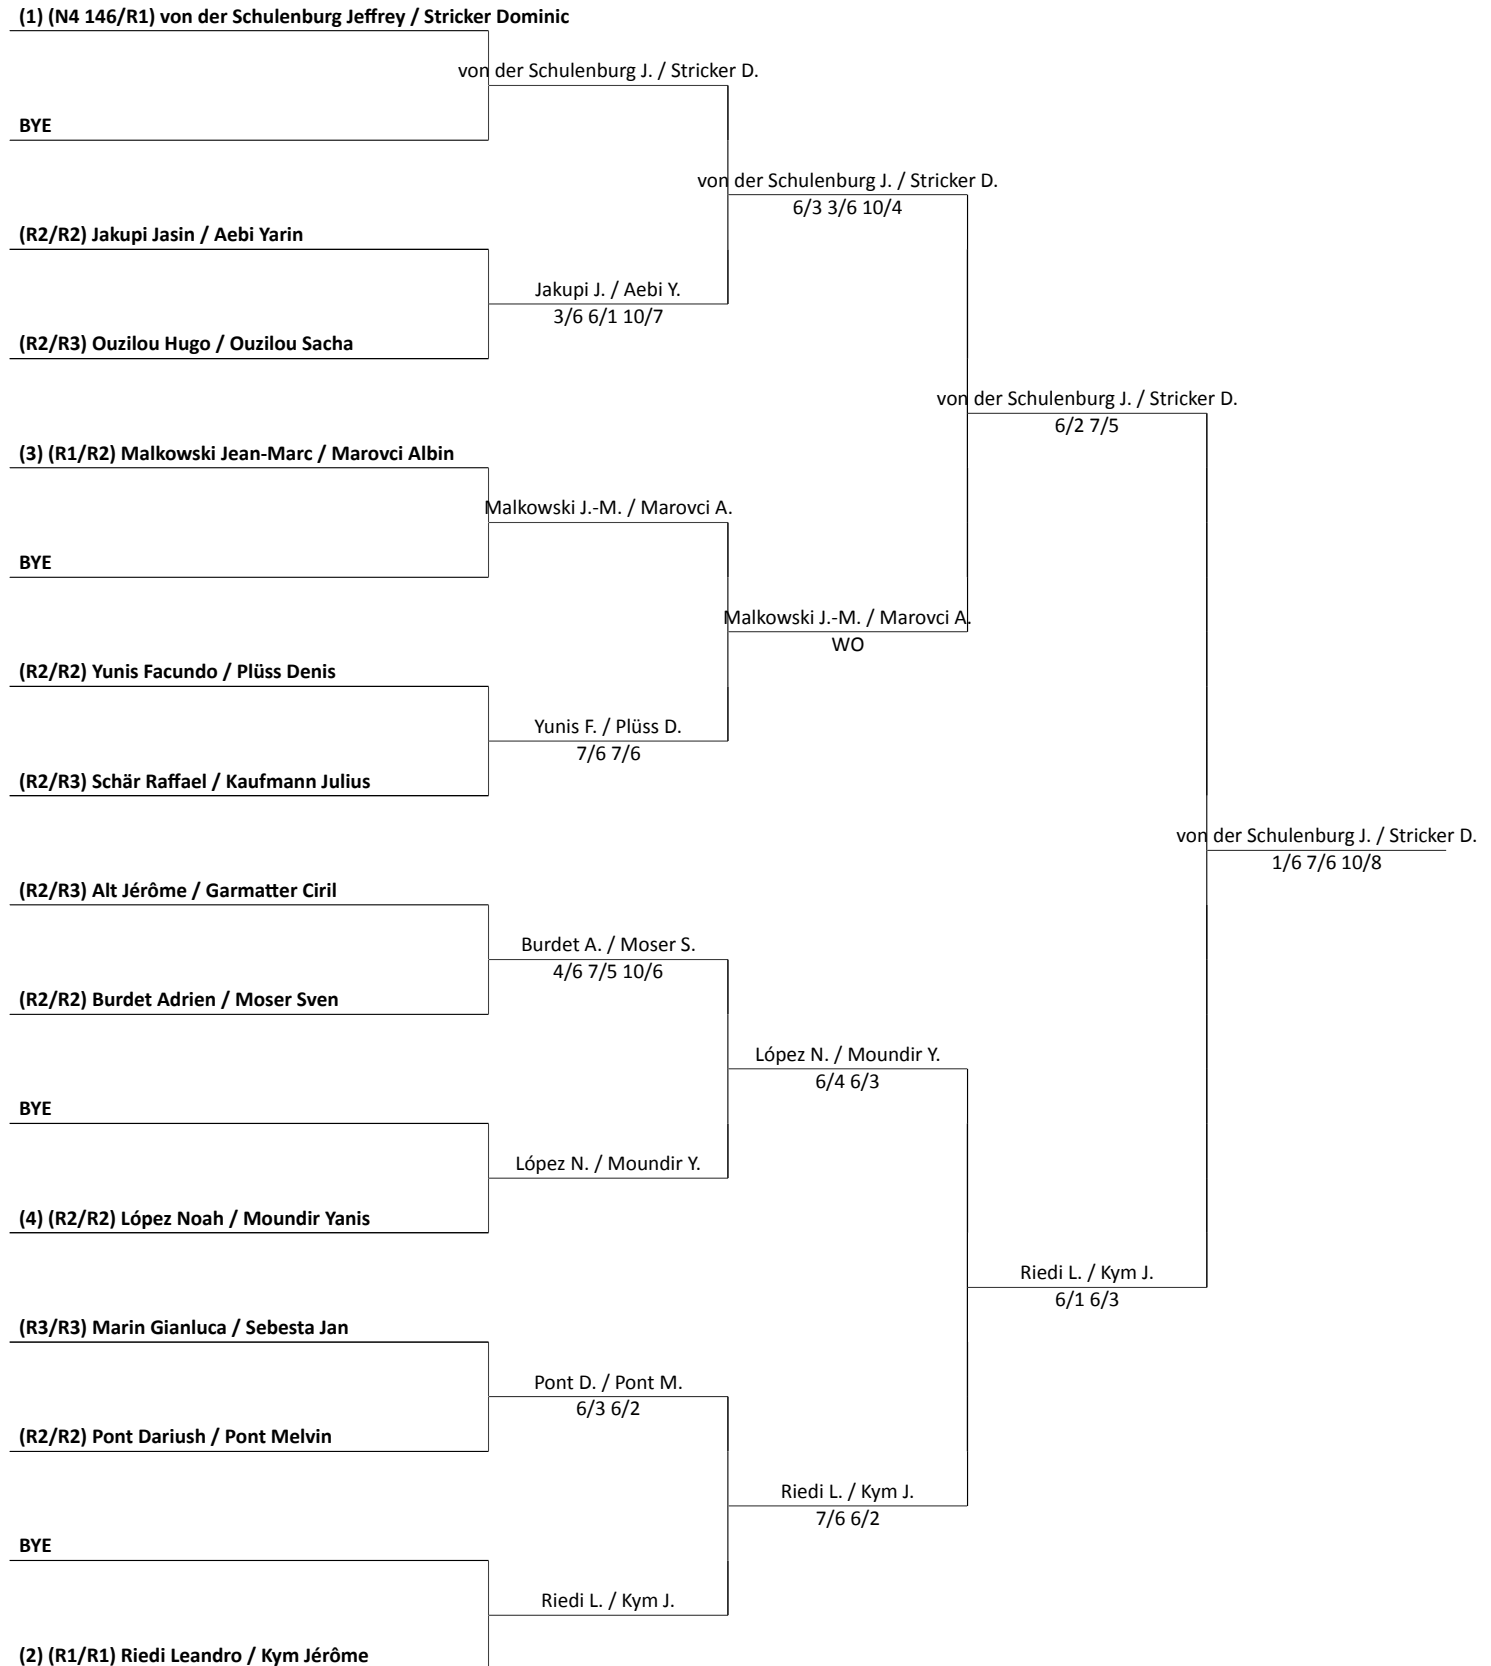 (1) (N4 146/R1) von der Schulenburg Jeffrey / Stricker Dominic
von der Schulenburg J. / Stricker D.
BYE
von der Schulenburg J. / Stricker D.
6/3 3/6 10/4
(R2/R2) Jakupi Jasin / Aebi Yarin
Jakupi J. / Aebi Y.
3/6 6/1 10/7
(R2/R3) Ouzilou Hugo / Ouzilou Sacha
von der Schulenburg J. / Stricker D.
6/2 7/5
(3) (R1/R2) Malkowski Jean-Marc / Marovci Albin
Malkowski J.-M. / Marovci A.
BYE
Malkowski J.-M. / Marovci A.
WO
(R2/R2) Yunis Facundo / Plüss Denis
Yunis F. / Plüss D.
7/6 7/6
(R2/R3) Schär Raffael / Kaufmann Julius
von der Schulenburg J. / Stricker D.
1/6 7/6 10/8
(R2/R3) Alt Jérôme / Garmatter Ciril
Burdet A. / Moser S.
4/6 7/5 10/6
(R2/R2) Burdet Adrien / Moser Sven
López N. / Moundir Y.
6/4 6/3
BYE
López N. / Moundir Y.
(4) (R2/R2) López Noah / Moundir Yanis
Riedi L. / Kym J.
6/1 6/3
(R3/R3) Marin Gianluca / Sebesta Jan
Pont D. / Pont M.
6/3 6/2
(R2/R2) Pont Dariush / Pont Melvin
Riedi L. / Kym J.
7/6 6/2
BYE
Riedi L. / Kym J.
(2) (R1/R1) Riedi Leandro / Kym Jérôme